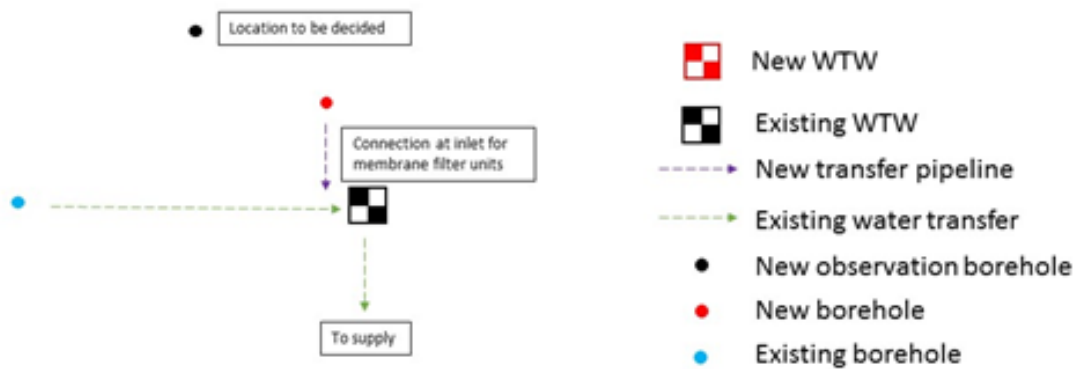 Location to be decided
Connection at inlet for
membrane filter units
To supply
New WTW
Existing WTW
New transfer pipeline
Existing water transfer
New observation borehole
New borehole
Existing borehole